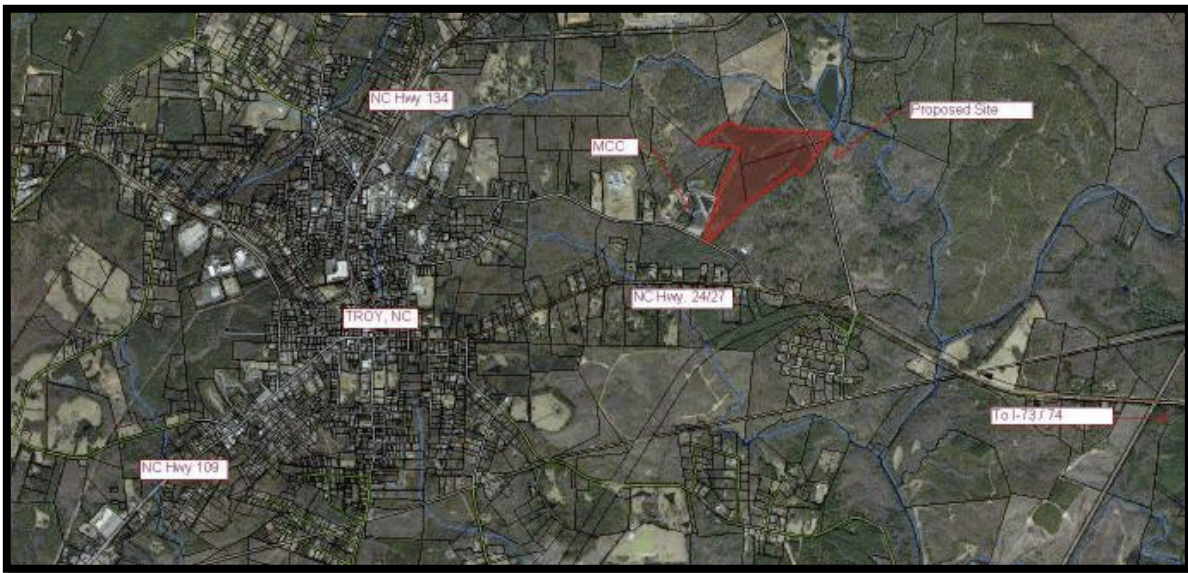 NC Hwy 134
Proposed Site
MCC
NC Hwy. 24/27
TROY, NC
To I-73 / 74
NC Hwy 109